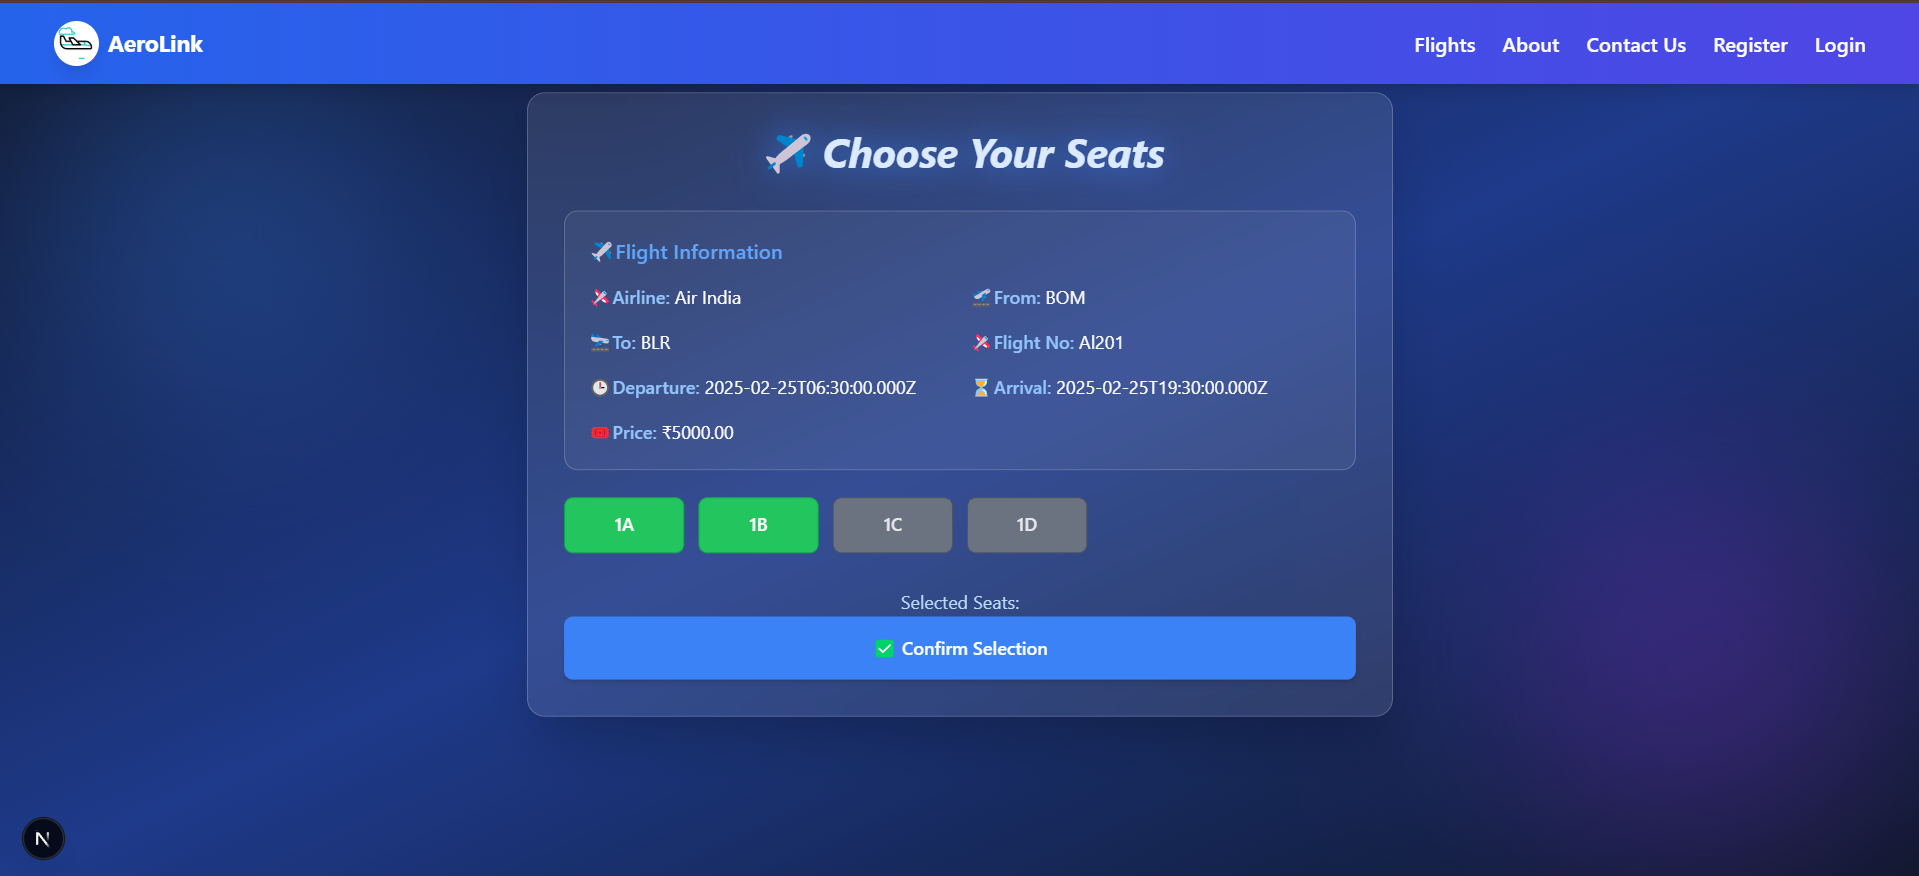 AeroLink
Flights About Contact Us Register Login
Choose Your Seats
Flight Information
Airline: Air India From: BOM
To: BLR Flight No: AI201
Departure: 2025-02-25T06:30:00.000Z Arrival: 2025-02-25T19:30:00.000Z
Price: ₹5000.00
1A 1B 1C 1D
Selected Seats:
Confirm Selection
N